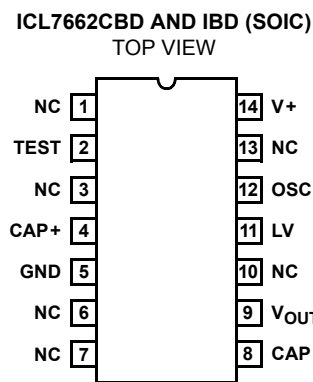 ICL7662CBD AND IBD (SOIC)
TOP VIEW
NC 1
TEST 2
NC 3
CAP+ 4
GND 5
NC 6
NC 7
14 V+
13 NC
12 OSC
11 LV
10 NC
9 VOUT
8 CAP